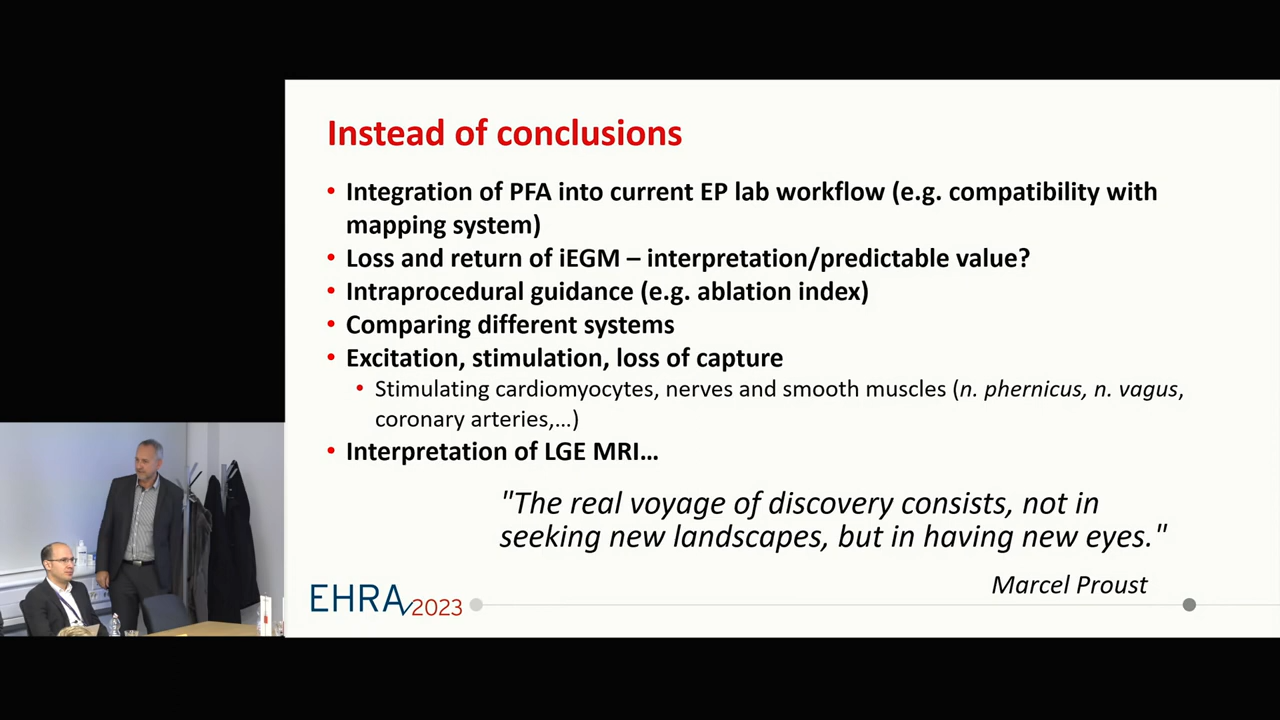 Instead of conclusions
• Integration of PFA into current EP lab workflow (e.g. compatibility with
mapping system)
• Loss and return of iEGM – interpretation/predictable value?
• Intraprocedural guidance (e.g. ablation index)
• Comparing different systems
• Excitation, stimulation, loss of capture
• Stimulating cardiomyocytes, nerves and smooth muscles (n. phernicus, n. vagus,
coronary arteries,...)
• Interpretation of LGE MRI...
"The real voyage of discovery consists, not in
seeking new landscapes, but in having new eyes."
Marcel Proust
EHRA 2023